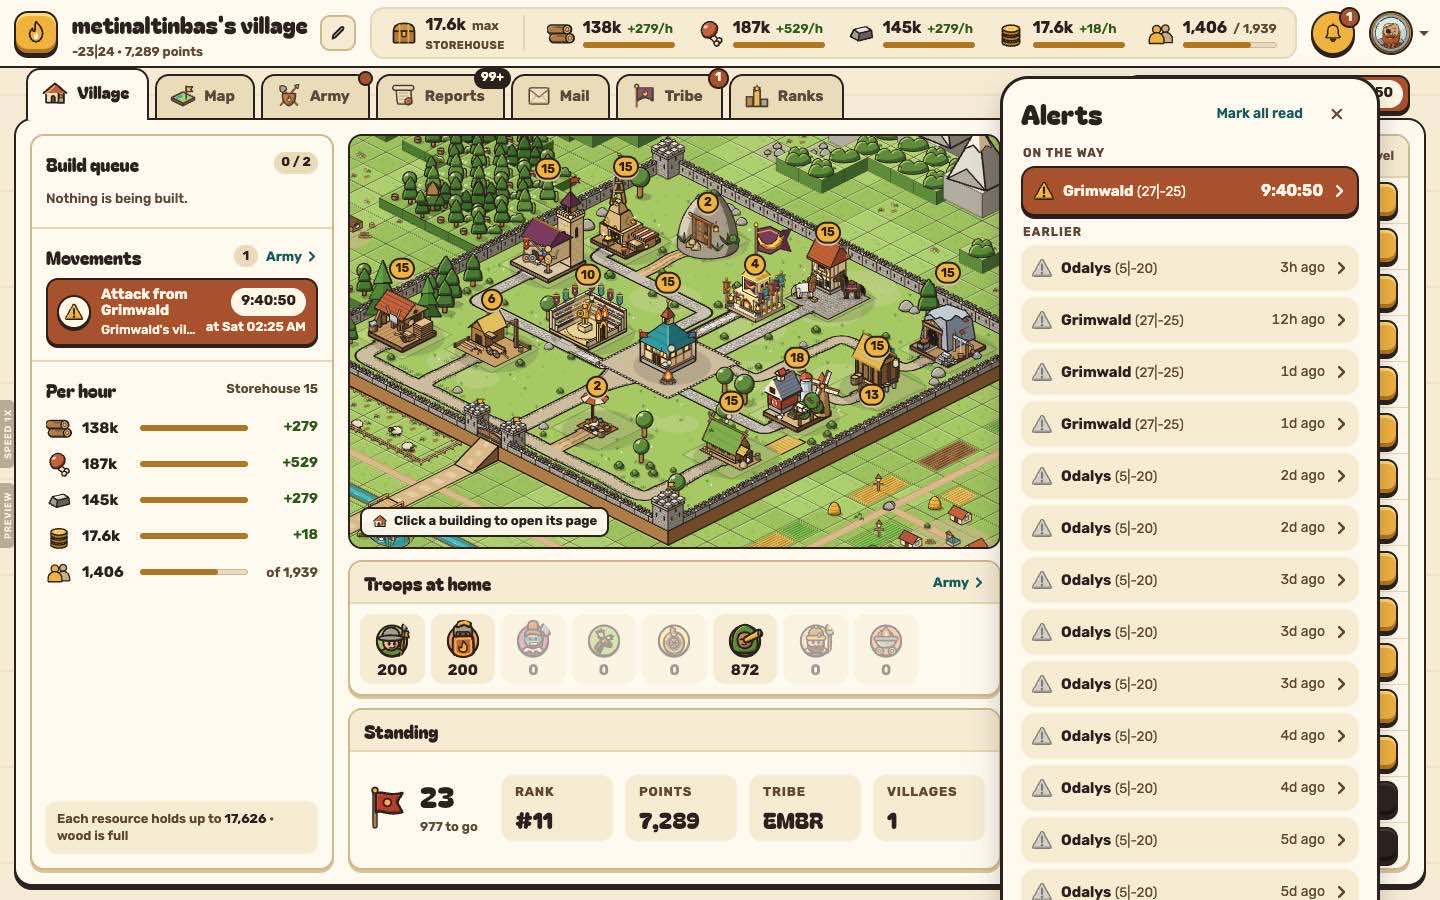 metinaltinbas's village
-23|24 · 7,289 points
17.6k max
STOREHOUSE
138k +279/h
187k +529/h
145k +279/h
17.6k +18/h
1,406 / 1,939
1
Village
Map
Army
Reports
99+
Mail
Tribe
1
Ranks
50
Build queue
0 / 2
Nothing is being built.
Movements
1
Army
Attack from Grimwald
9:40:50
Grimwald's vil...
at Sat 02:25 AM
Per hour
Storehouse 15
138k
+279
187k
+529
145k
+279
17.6k
+18
1,406
of 1,939
Each resource holds up to 17,626 ·
wood is full
SPEED 1X
PREVIEW
15
15
2
15
15
10
15
4
15
6
18
15
2
15
13
Click a building to open its page
Troops at home
Army
200
200
0
0
0
872
0
0
Standing
23
977 to go
RANK
#11
POINTS
7,289
TRIBE
EMBR
VILLAGES
1
Alerts
Mark all read
ON THE WAY
Grimwald (27|-25)
9:40:50
EARLIER
Odalys (5|-20)
3h ago
Grimwald (27|-25)
12h ago
Grimwald (27|-25)
1d ago
Grimwald (27|-25)
1d ago
Odalys (5|-20)
2d ago
Odalys (5|-20)
2d ago
Odalys (5|-20)
3d ago
Odalys (5|-20)
3d ago
Odalys (5|-20)
3d ago
Odalys (5|-20)
4d ago
Odalys (5|-20)
4d ago
Odalys (5|-20)
5d ago
Odalys (5|-20)
5d ago